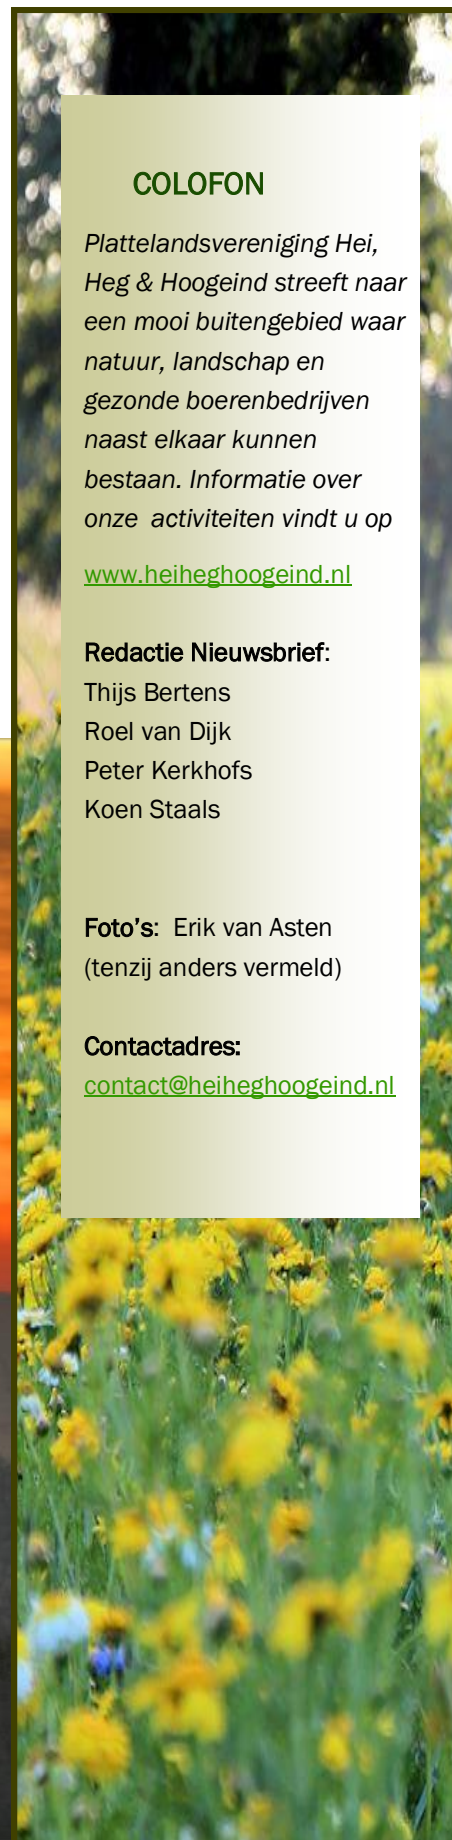 COLOFON
Plattelandsvereniging Hei,
Heg & Hoogeind streeft naar
een mooi buitengebied waar
natuur, landschap en
gezonde boerenbedrijven
naast elkaar kunnen
bestaan. Informatie over
onze  activiteiten vindt u op
www.heiheghoogeind.nl
Redactie Nieuwsbrief:
Thijs Bertens
Roel van Dijk
Peter Kerkhofs
Koen Staals
Foto's:  Erik van Asten
(tenzij anders vermeld)
Contactadres:
contact@heiheghoogeind.nl